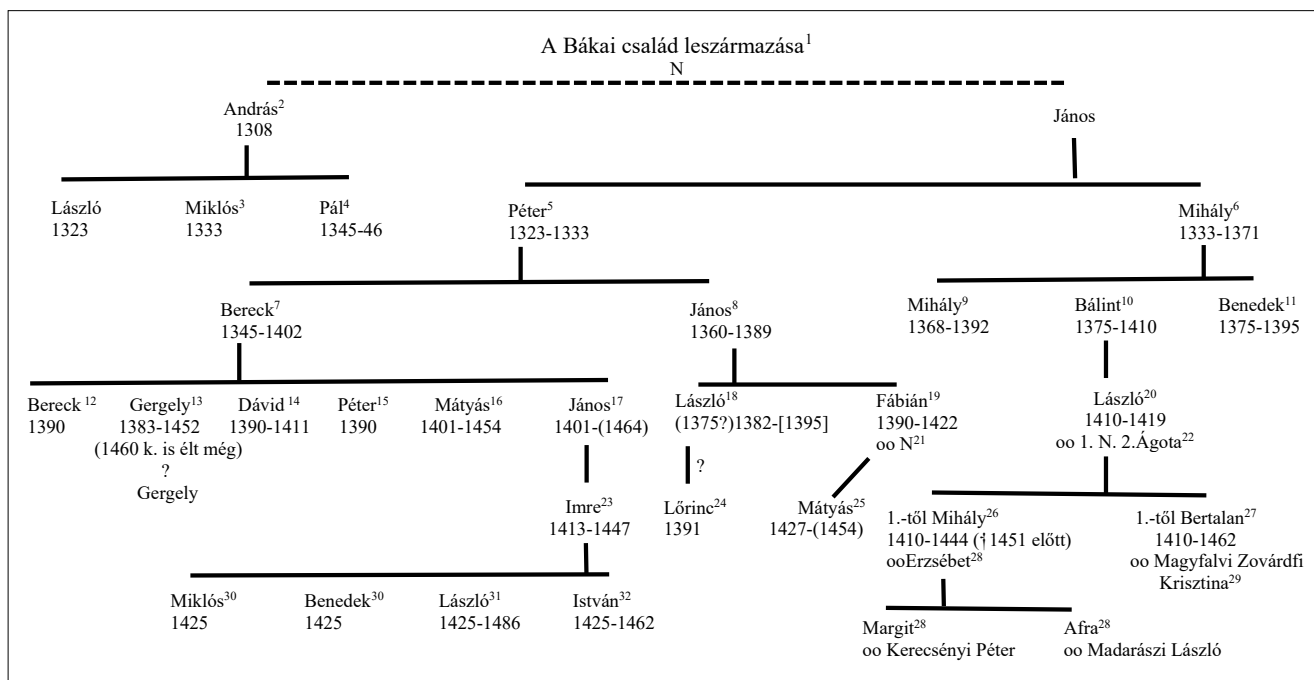 A Bákai család leszármazása¹
N
András² János
1308
László Miklós³ Pál⁴ Péter⁵ Mihály⁶
1323 1333 1345-46 1323-1333 1333-1371
Bereck⁷ János⁸ Mihály⁹ Bálint¹⁰ Benedek¹¹
1345-1402 1360-1389 1368-1392 1375-1410 1375-1395
Bereck ¹² Gergely¹³ Dávid ¹⁴ Péter¹⁵ Mátyás¹⁶ János¹⁷ László¹⁸ Fábián¹⁹ László²⁰
1390 1383-1452 1390-1411 1390 1401-1454 1401-(1464) (1375?)1382-[1395] 1390-1422 1410-1419
(1460 k. is élt még) oo N²¹ oo 1. N. 2.Ágota²²
? ?
Gergely
Imre²³ Lőrinc²⁴ Mátyás²⁵ 1.-től Mihály²⁶ 1.-től Bertalan²⁷
1413-1447 1391 1427-(1454) 1410-1444 (†1451 előtt) 1410-1462
ooErzsébet²⁸ oo Magyfalvi Zovárdfi
Krisztina²⁹
Miklós³⁰ Benedek³⁰ László³¹ István³²
1425 1425 1425-1486 1425-1462
Margit²⁸ Afra²⁸
oo Kerecsényi Péter oo Madarászi László